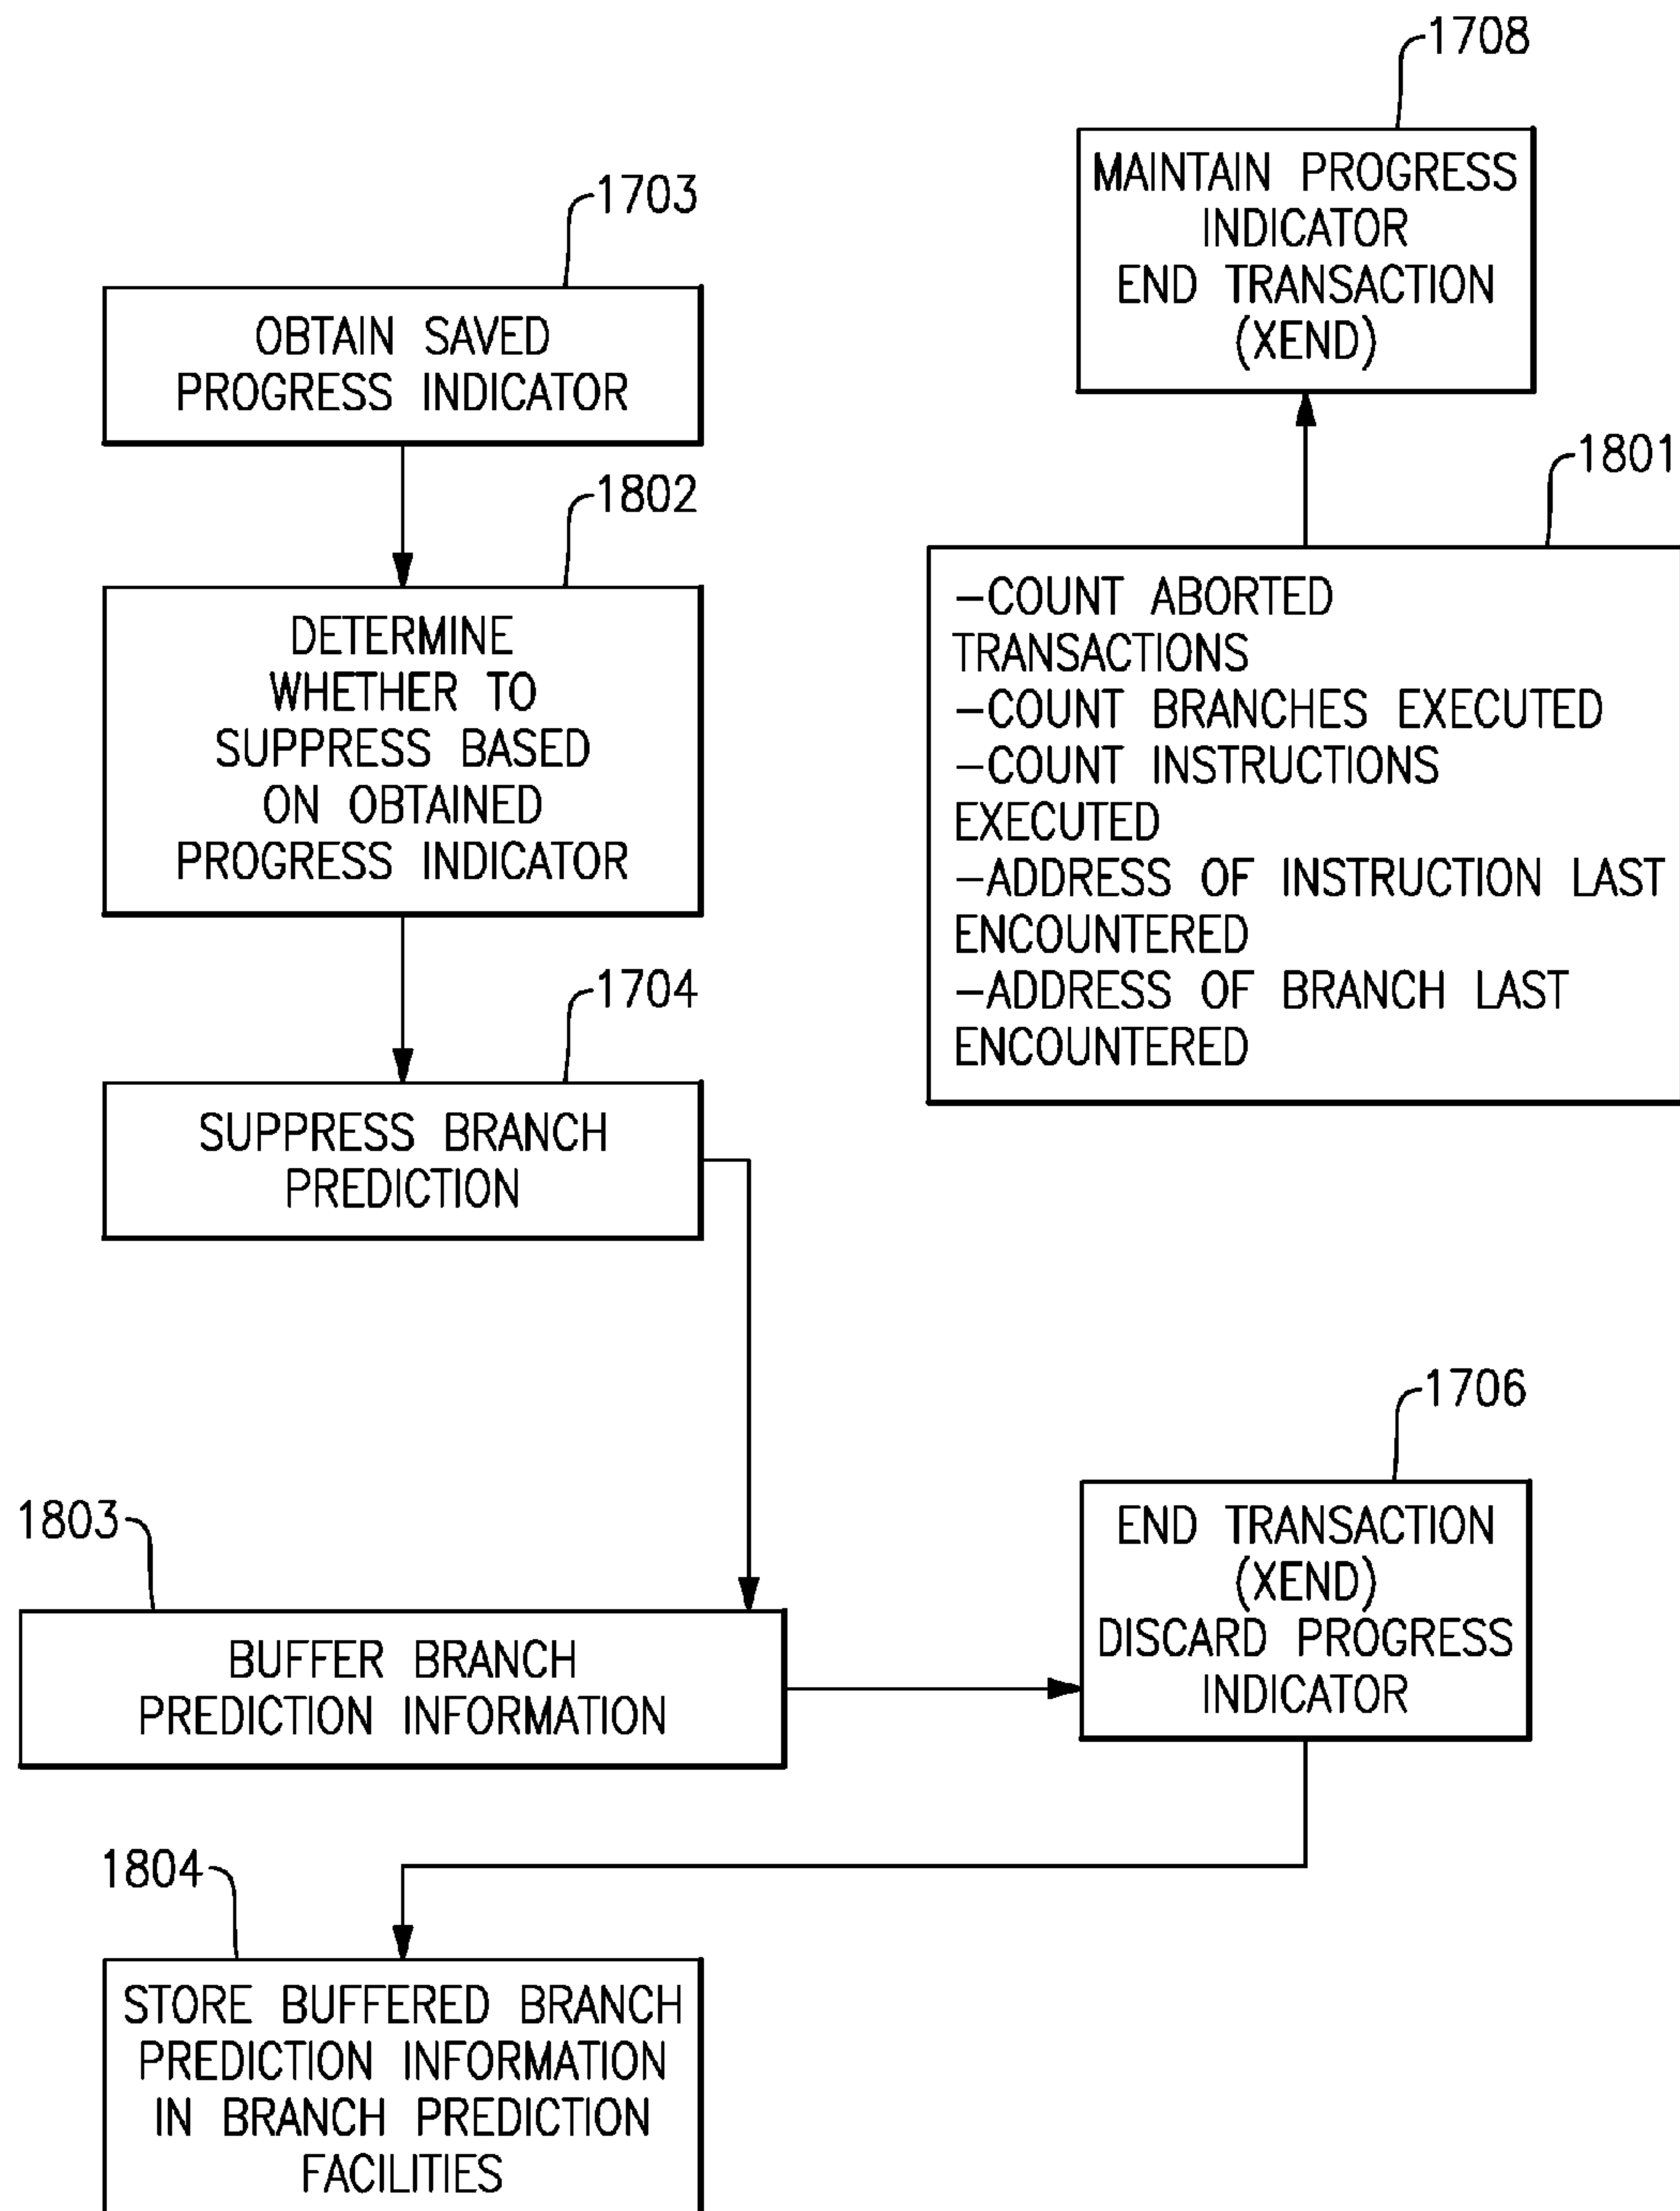 1708
MAINTAIN PROGRESS
INDICATOR
END TRANSACTION
(XEND)
1703
OBTAIN SAVED
PROGRESS INDICATOR
1801
-COUNT ABORTED
TRANSACTIONS
-COUNT BRANCHES EXECUTED
-COUNT INSTRUCTIONS
EXECUTED
-ADDRESS OF INSTRUCTION LAST
ENCOUNTERED
-ADDRESS OF BRANCH LAST
ENCOUNTERED
1802
DETERMINE
WHETHER TO
SUPPRESS BASED
ON OBTAINED
PROGRESS INDICATOR
1704
SUPPRESS BRANCH
PREDICTION
1706
END TRANSACTION
(XEND)
DISCARD PROGRESS
INDICATOR
1803
BUFFER BRANCH
PREDICTION INFORMATION
1804
STORE BUFFERED BRANCH
PREDICTION INFORMATION
IN BRANCH PREDICTION
FACILITIES